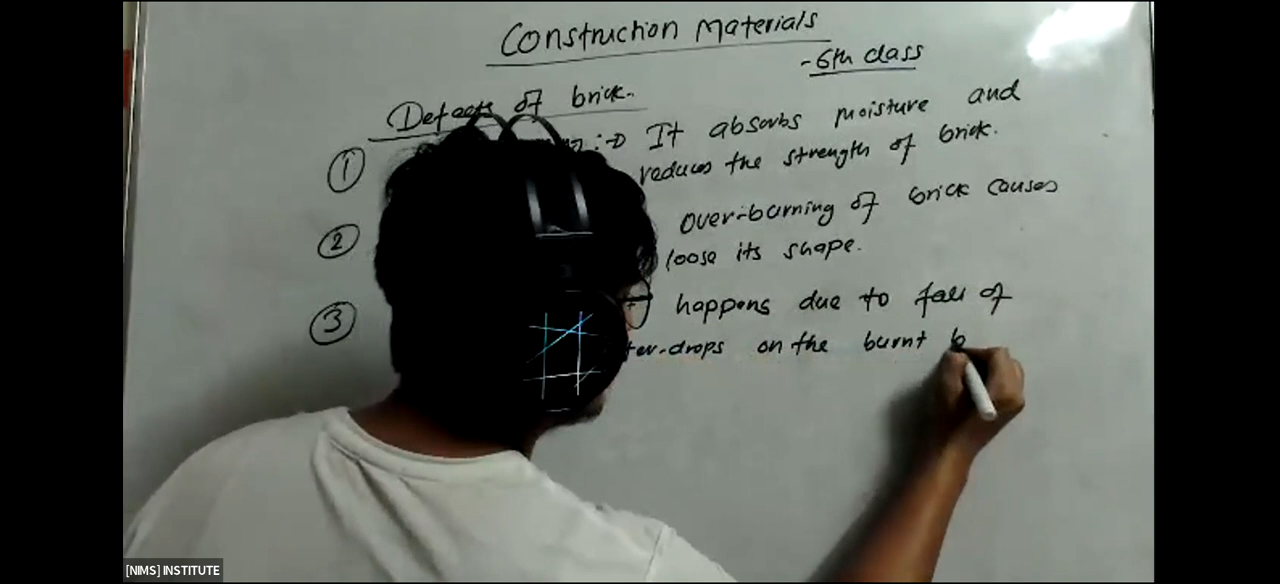 Construction Materials
- 6th class
Defects of brick.
① :→ It absorbs moisture and
reduces the strength of brick.
② over-burning of brick causes
loose its shape.
③ happens due to fall of
ter-drops on the burnt b
[NIMS] INSTITUTE